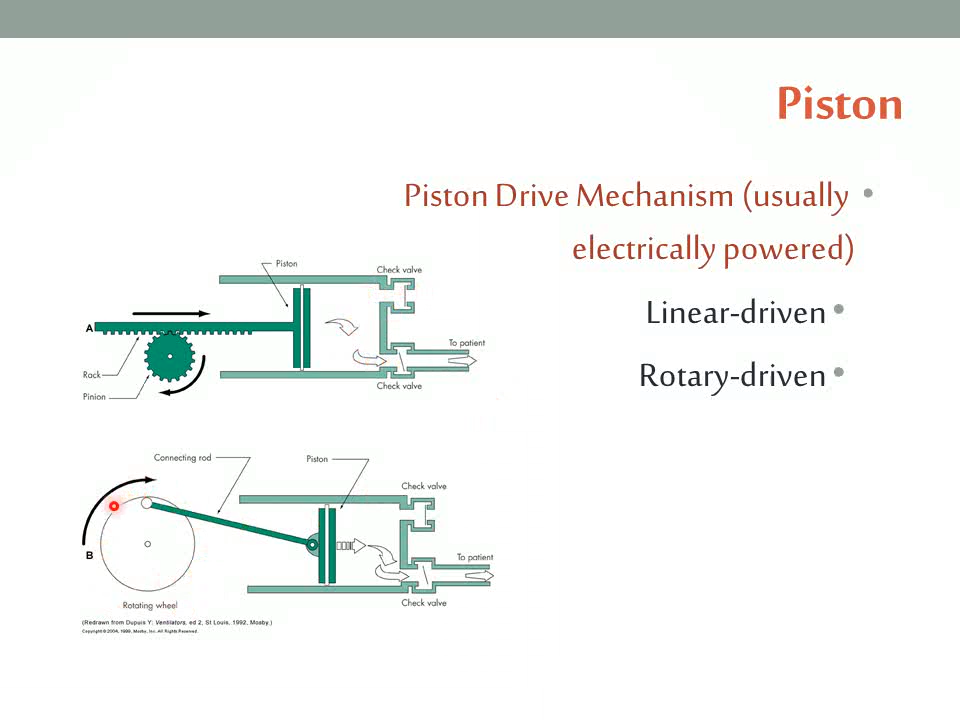 Piston
Piston Drive Mechanism (usually
electrically powered)
Linear-driven
Rotary-driven
Piston
Check valve
A
To patient
Rack
Check valve
Pinion
Connecting rod
Piston
Check valve
B
To patient
Rotating wheel
Check valve
(Redrawn from Dupuis Y: Ventilators, ed 2, St Louis, 1992, Mosby.)
Copyright © 2004, 1999, Mosby, Inc. All Rights Reserved.